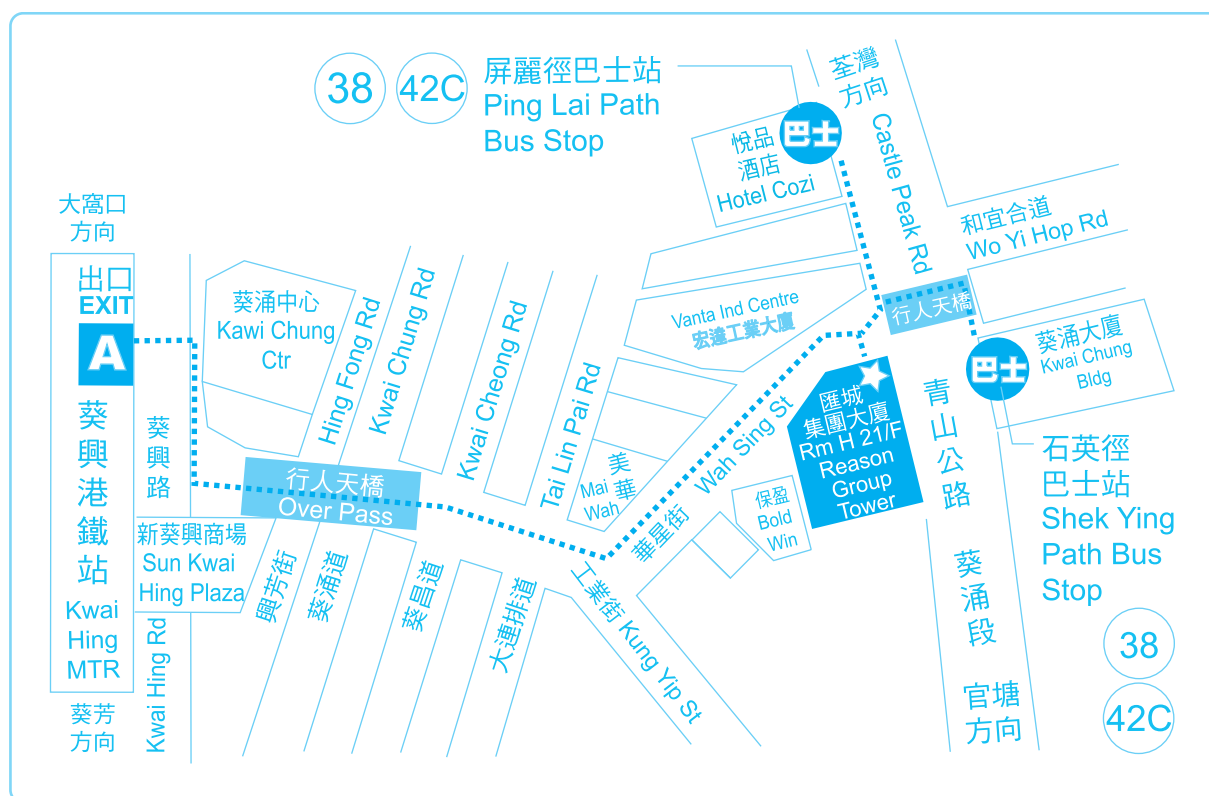 38
42C
屏麗徑巴士站
Ping Lai Path
Bus Stop
荃灣
方向
Castle Peak Rd
巴士
悅品
酒店
Hotel Cozi
和宜合道
Wo Yi Hop Rd
大窩口
方向
出口
EXIT
A
葵興港鐵站
Kwai
Hing
MTR
葵芳
方向
葵興路
Kwai Hing Rd
葵涌中心
Kawi Chung
Ctr
Hing Fong Rd
Kwai Chung Rd
Kwai Cheong Rd
Tai Lin Pai Rd
行人天橋
Over Pass
新葵興商場
Sun Kwai
Hing Plaza
興芳街
葵涌道
葵昌道
大連排道
工業街 Kung Yip St
美華
Mai
Wah
Vanta Ind Centre
宏達工業大廈
華星街
Wah Sing St
保盈
Bold
Win
匯城
集團大廈
Rm H 21/F
Reason
Group
Tower
行人天橋
巴士
葵涌大廈
Kwai Chung
Bldg
青山公路
葵涌段
官塘
方向
石英徑
巴士站
Shek Ying
Path Bus
Stop
38
42C